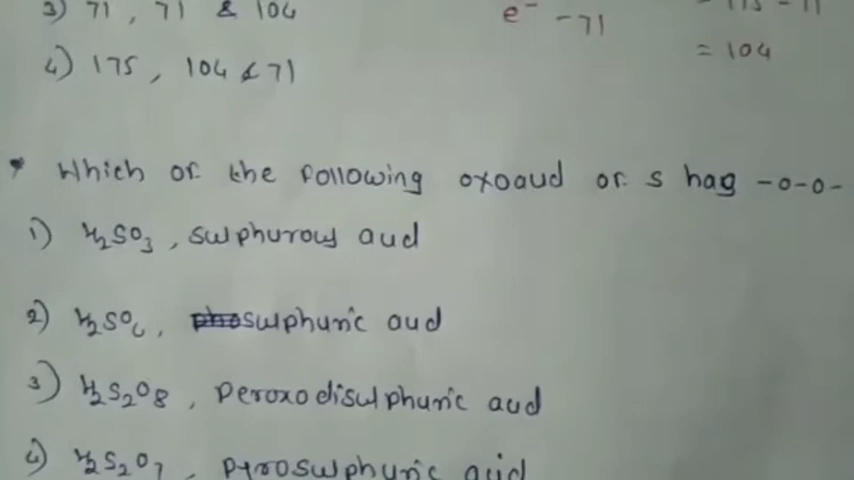 3) 71, 71 & 104
e⁻ -71
= 104
4) 175, 104 & 71
* Which of the following oxoacid of S has -O-O-
1) H₂SO₃, sulphurous acid
2) H₂SO₄, sulphuric acid
3) H₂S₂O₈, peroxodisulphuric acid
4) H₂S₂O₇, pyrosulphuric acid